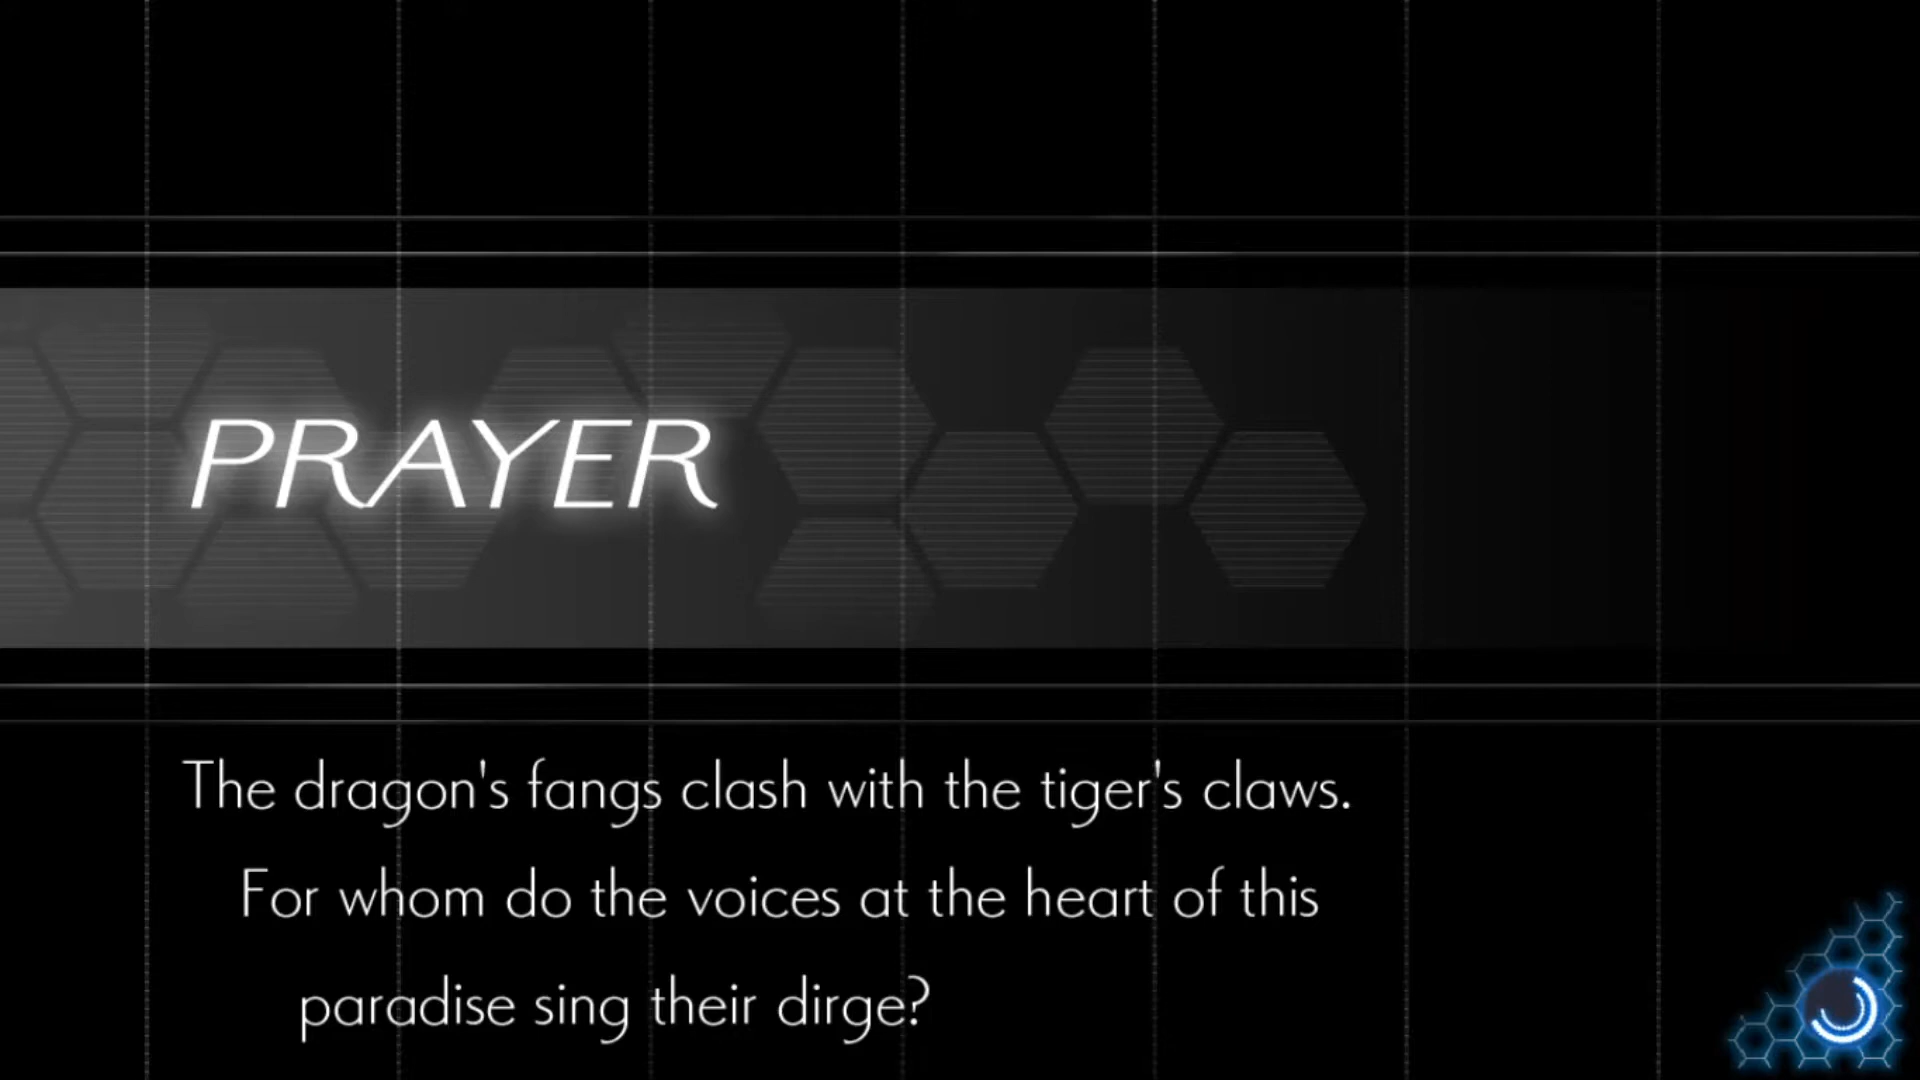 PRAYER
The dragon's fangs clash with the tiger's claws.
For whom do the voices at the heart of this
paradise sing their dirge?